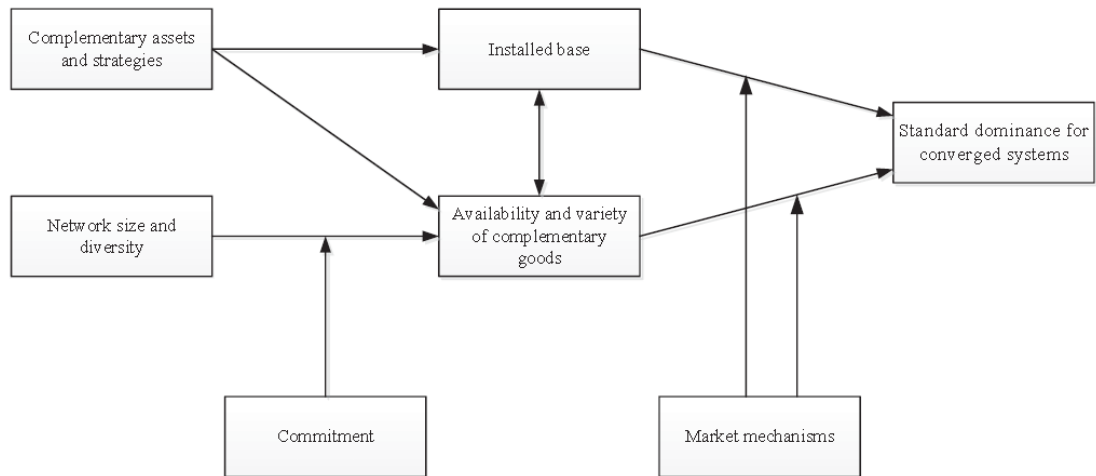 Complementary assets
and strategies
Installed base
Standard dominance for
converged systems
Network size and
diversity
Availability and variety
of complementary
goods
Commitment
Market mechanisms